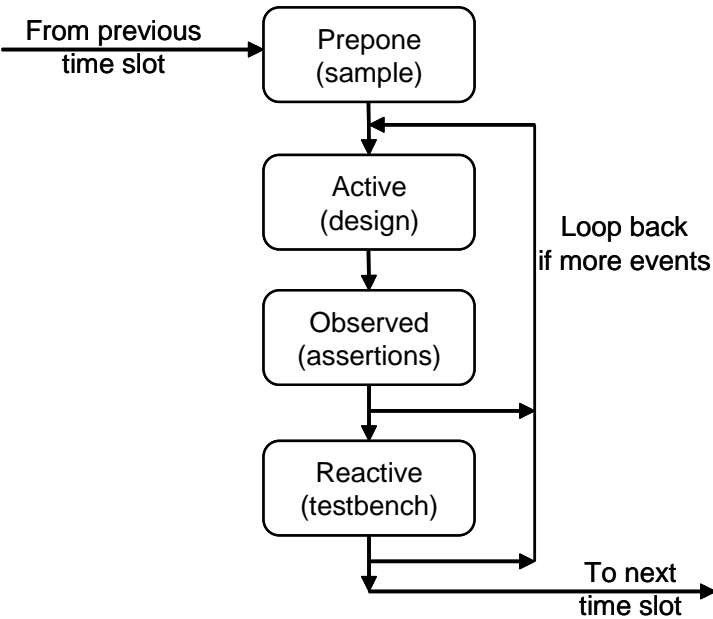 From previous
time slot
Prepone
(sample)
Active
(design)
Loop back
if more events
Observed
(assertions)
Reactive
(testbench)
To next
time slot